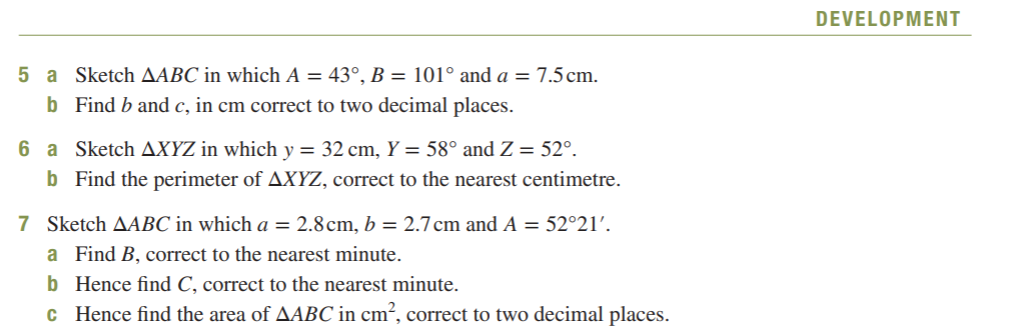 DEVELOPMENT
5 a Sketch ΔABC in which A = 43°, B = 101° and a = 7.5 cm.
b Find b and c, in cm correct to two decimal places.
6 a Sketch ΔXYZ in which y = 32 cm, Y = 58° and Z = 52°.
b Find the perimeter of ΔXYZ, correct to the nearest centimetre.
7 Sketch ΔABC in which a = 2.8 cm, b = 2.7 cm and A = 52°21′.
a Find B, correct to the nearest minute.
b Hence find C, correct to the nearest minute.
c Hence find the area of ΔABC in cm², correct to two decimal places.